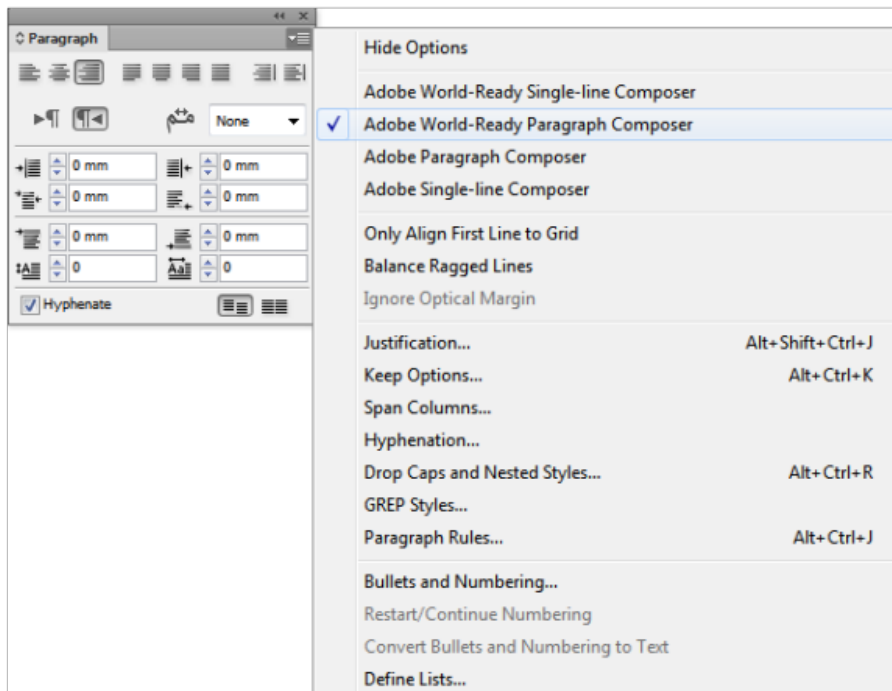 Paragraph
None
0 mm
0 mm
0 mm
0 mm
0 mm
0 mm
0
0
Hyphenate
Hide Options
Adobe World-Ready Single-line Composer
Adobe World-Ready Paragraph Composer
Adobe Paragraph Composer
Adobe Single-line Composer
Only Align First Line to Grid
Balance Ragged Lines
Ignore Optical Margin
Justification... Alt+Shift+Ctrl+J
Keep Options... Alt+Ctrl+K
Span Columns...
Hyphenation...
Drop Caps and Nested Styles... Alt+Ctrl+R
GREP Styles...
Paragraph Rules... Alt+Ctrl+J
Bullets and Numbering...
Restart/Continue Numbering
Convert Bullets and Numbering to Text
Define Lists...